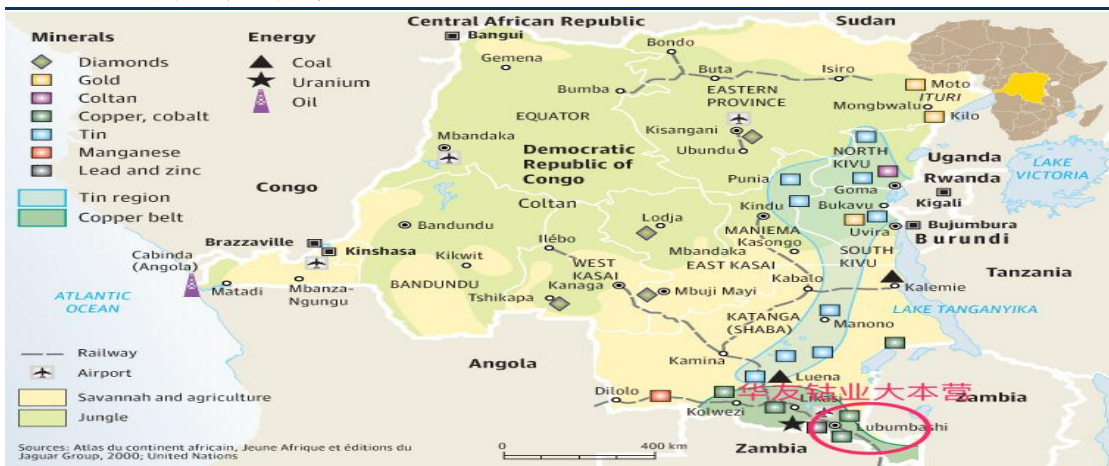 Central African Republic
Sudan
Minerals
Diamonds
Gold
Coltan
Copper, cobalt
Tin
Manganese
Lead and zinc
Tin region
Copper belt
Energy
Coal
Uranium
Oil
Bangui
Gemena
Bondo
Buta
Isiro
Bumba
EASTERN
PROVINCE
Moto
ITURI
Mongbwalu
Kilo
EQUATOR
Kisangani
Mbandaka
Ubundu
Democratic
Republic of
Congo
NORTH
KIVU
Uganda
LAKE
VICTORIA
Congo
Coltan
Punia
Goma
Rwanda
Kigali
Kindu
Bukavu
Bandundu
Lodja
MANIEMA
Uvira
Bujumbura
Burundi
Brazzaville
Kinshasa
Ilébo
Mbandaka
Kasongo
SOUTH
KIVU
Cabinda
(Angola)
Kikwit
WEST
KASAI
EAST KASAI
Kabalo
Tanzania
Matadi
Mbanza-
Ngungu
BANDUNDU
Kanaga
Tshikapa
Mbuji Mayi
Kalemie
ATLANTIC
OCEAN
LAKE TANGANYIKA
KATANGA
(SHABA)
Manono
Railway
Airport
Savannah and agriculture
Jungle
Angola
Kamina
Luena
华友钴业大本营
Dilolo
Kolwezi
Likasi
Zambia
Lubumbashi
Zambia
Sources: Atlas du continent africain, Jeune Afrique et éditions du
Jaguar Group, 2000; United Nations
0 400 km